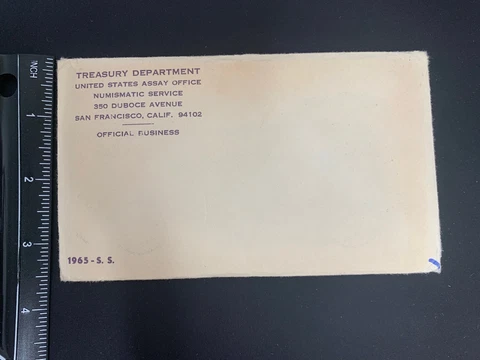 INCH
1
2
3
4
TREASURY DEPARTMENT
UNITED STATES ASSAY OFFICE
NUMISMATIC SERVICE
350 DUBOCE AVENUE
SAN FRANCISCO, CALIF. 94102
OFFICIAL BUSINESS
1965 - S. S.